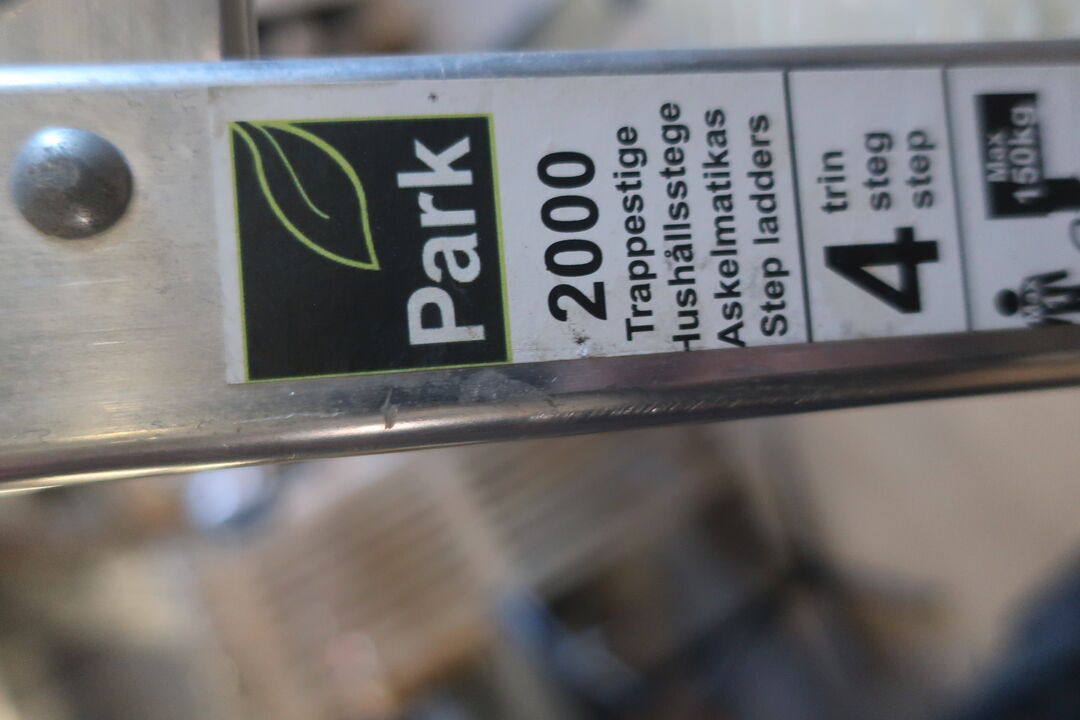 Park
2000
Trappestige
Hushållsstege
Askelmatikas
Step ladders
4
trin
steg
step
Max
150kg